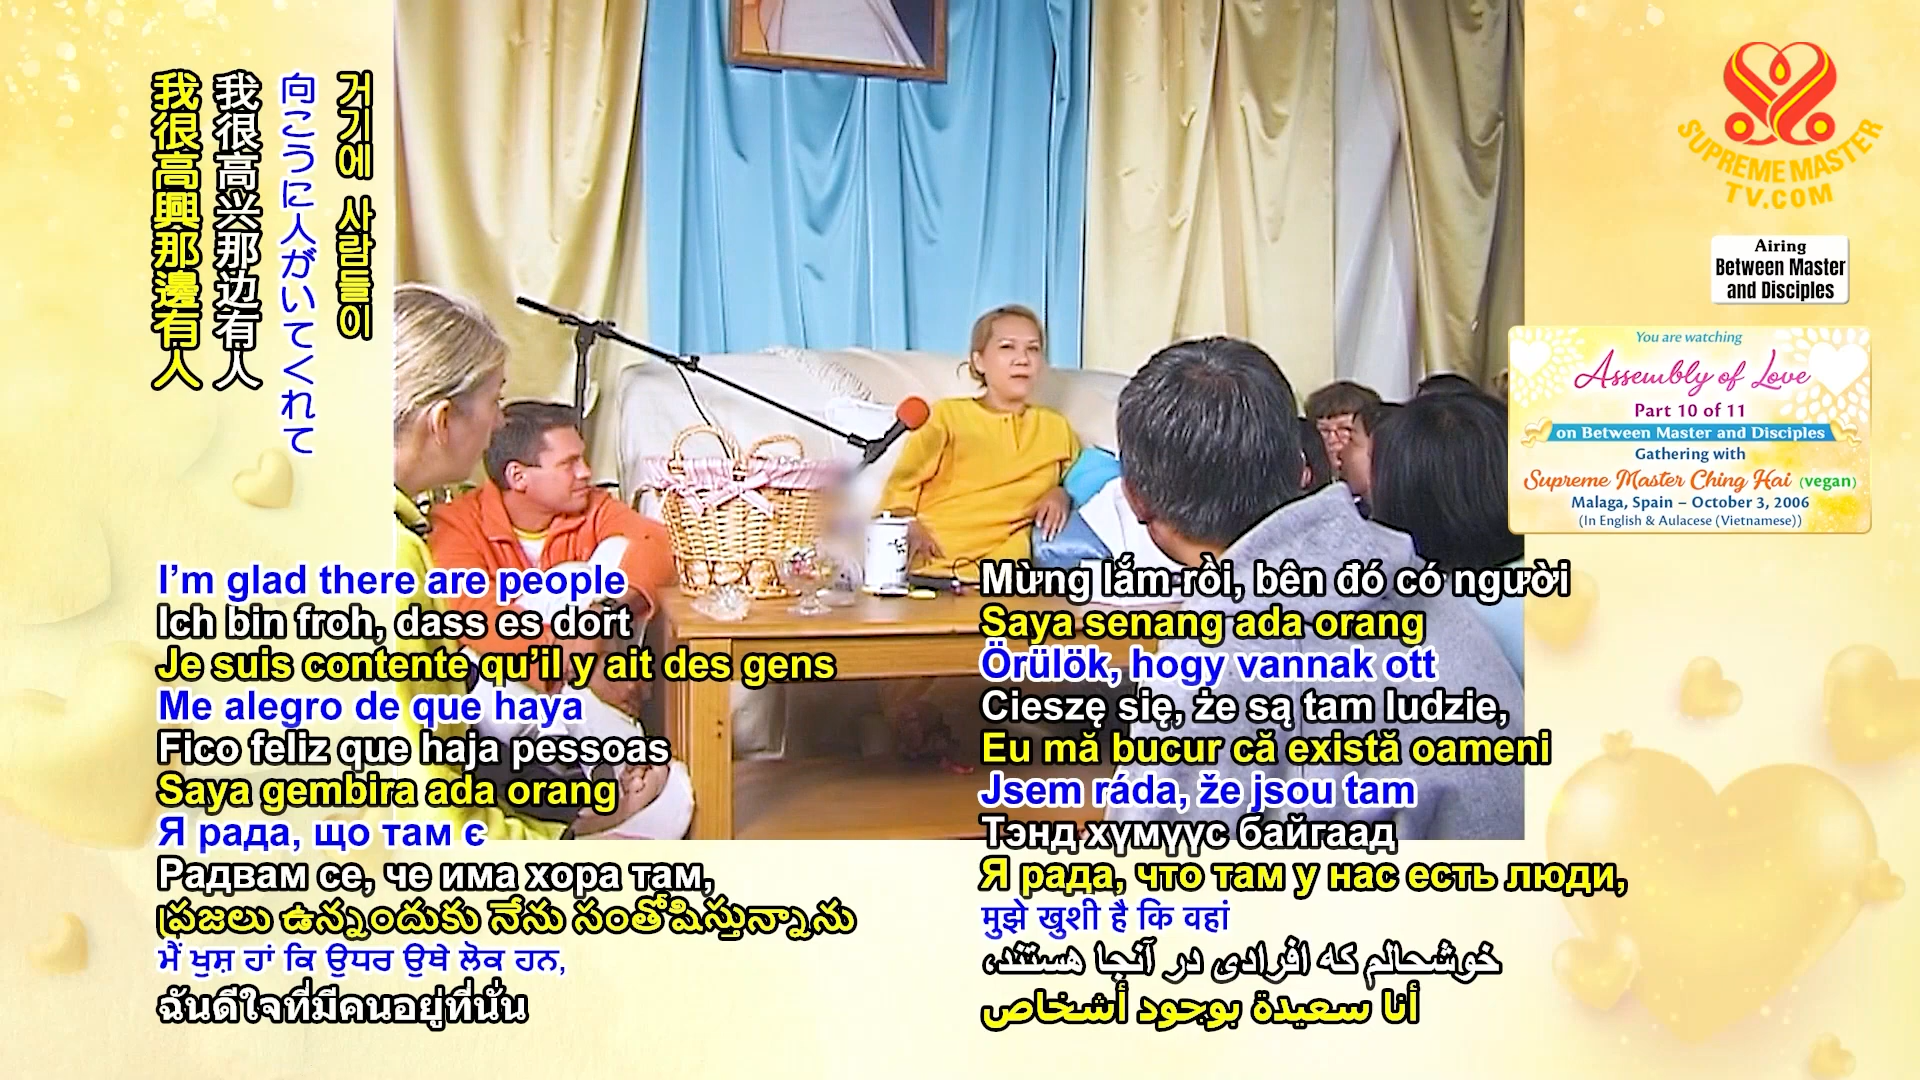 我很高興那邊有人
我很高兴那边有人
向こうに人がいてくれて
거기에 사람들이
SUPREME MASTER
TV.COM
Airing
Between Master
and Disciples
You are watching
Assembly of Love
Part 10 of 11
on Between Master and Disciples
Gathering with
Supreme Master Ching Hai (vegan)
Malaga, Spain – October 3, 2006
(In English & Aulacese (Vietnamese))
I’m glad there are people
Ich bin froh, dass es dort
Je suis contente qu’il y ait des gens
Me alegro de que haya
Fico feliz que haja pessoas
Saya gembira ada orang
Я рада, що там є
Радвам се, че има хора там,
ప్రజలు ఉన్నందుకు నేను సంతోషిస్తున్నాను
ਮੈਂ ਖੁਸ਼ ਹਾਂ ਕਿ ਉਧਰ ਉਥੇ ਲੋਕ ਹਨ,
ฉันดีใจที่มีคนอยู่ที่นั่น
Mừng lắm rồi, bên đó có người
Saya senang ada orang
Örülök, hogy vannak ott
Cieszę się, że są tam ludzie,
Eu mă bucur că există oameni
Jsem ráda, že jsou tam
Тэнд хүмүүс байгаад
Я рада, что там у нас есть люди,
मुझे खुशी है कि वहां
خوشحالم که افرادی در آنجا هستند،
أنا سعيدة بوجود أشخاص